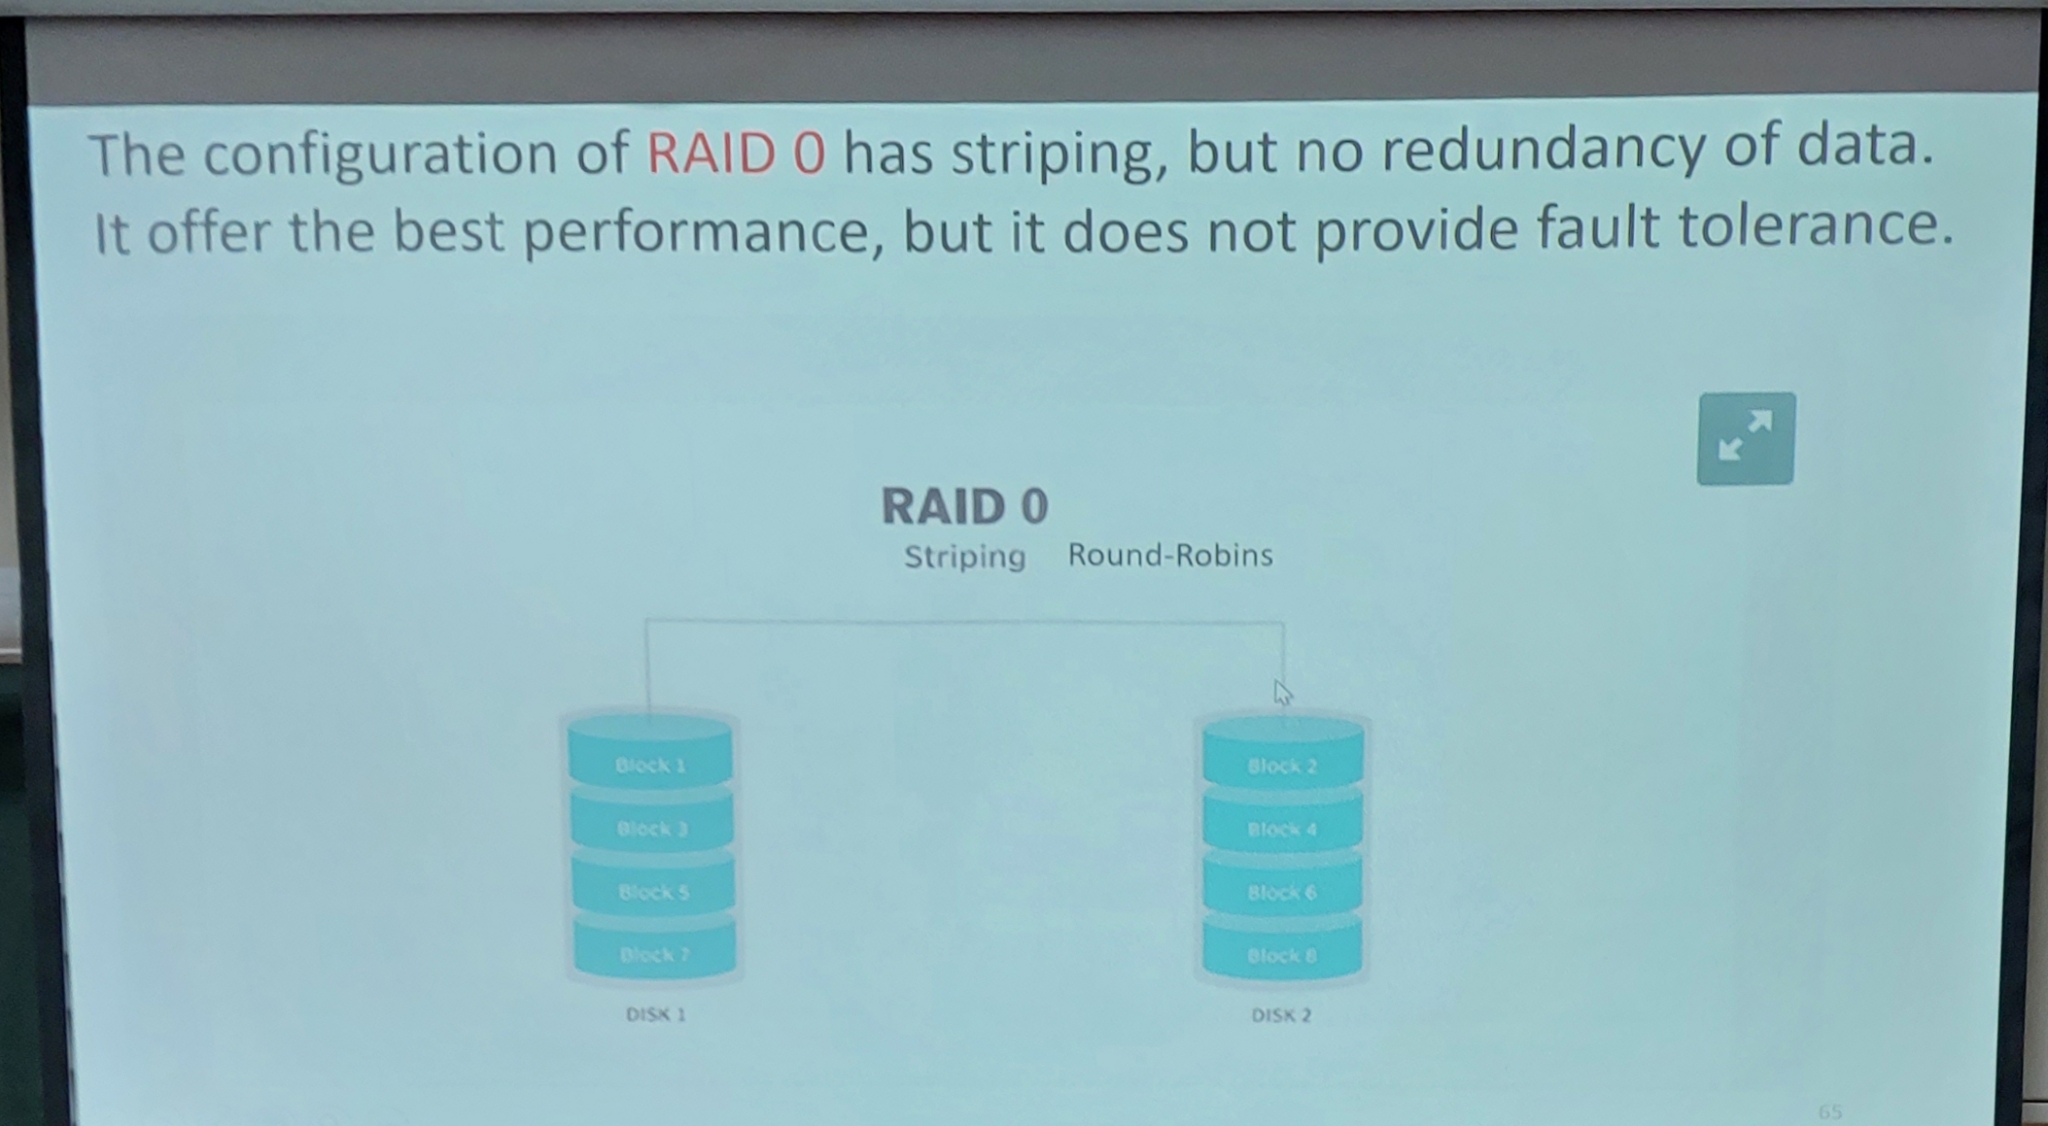 The configuration of RAID 0 has striping, but no redundancy of data.
It offer the best performance, but it does not provide fault tolerance.
RAID 0
Striping Round-Robins
Block 1
Block 3
Block 5
Block 7
DISK 1
Block 2
Block 4
Block 6
Block 8
DISK 2
65